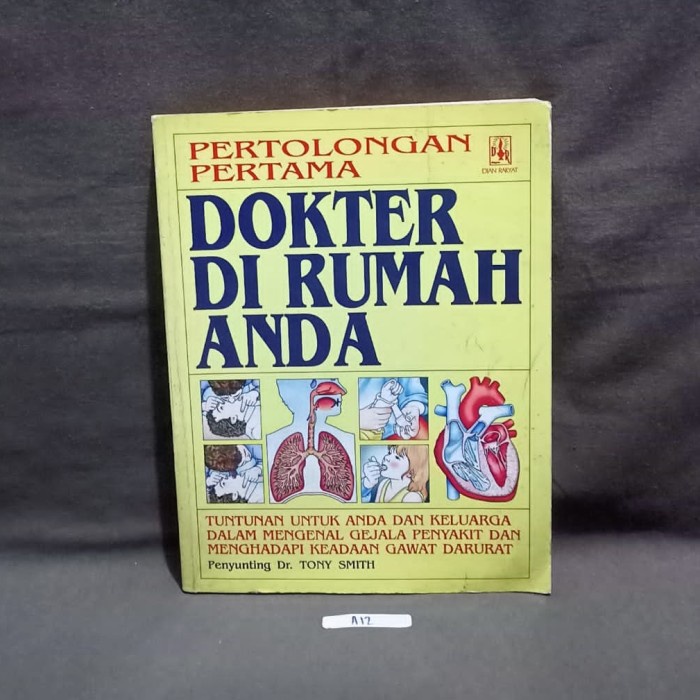 PERTOLONGAN
PERTAMA
DIAN RAKYAT
DOKTER
DI RUMAH
ANDA
TUNTUNAN UNTUK ANDA DAN KELUARGA
DALAM MENGENAL GEJALA PENYAKIT DAN
MENGHADAPI KEADAAN GAWAT DARURAT
Penyunting Dr. TONY SMITH
A12